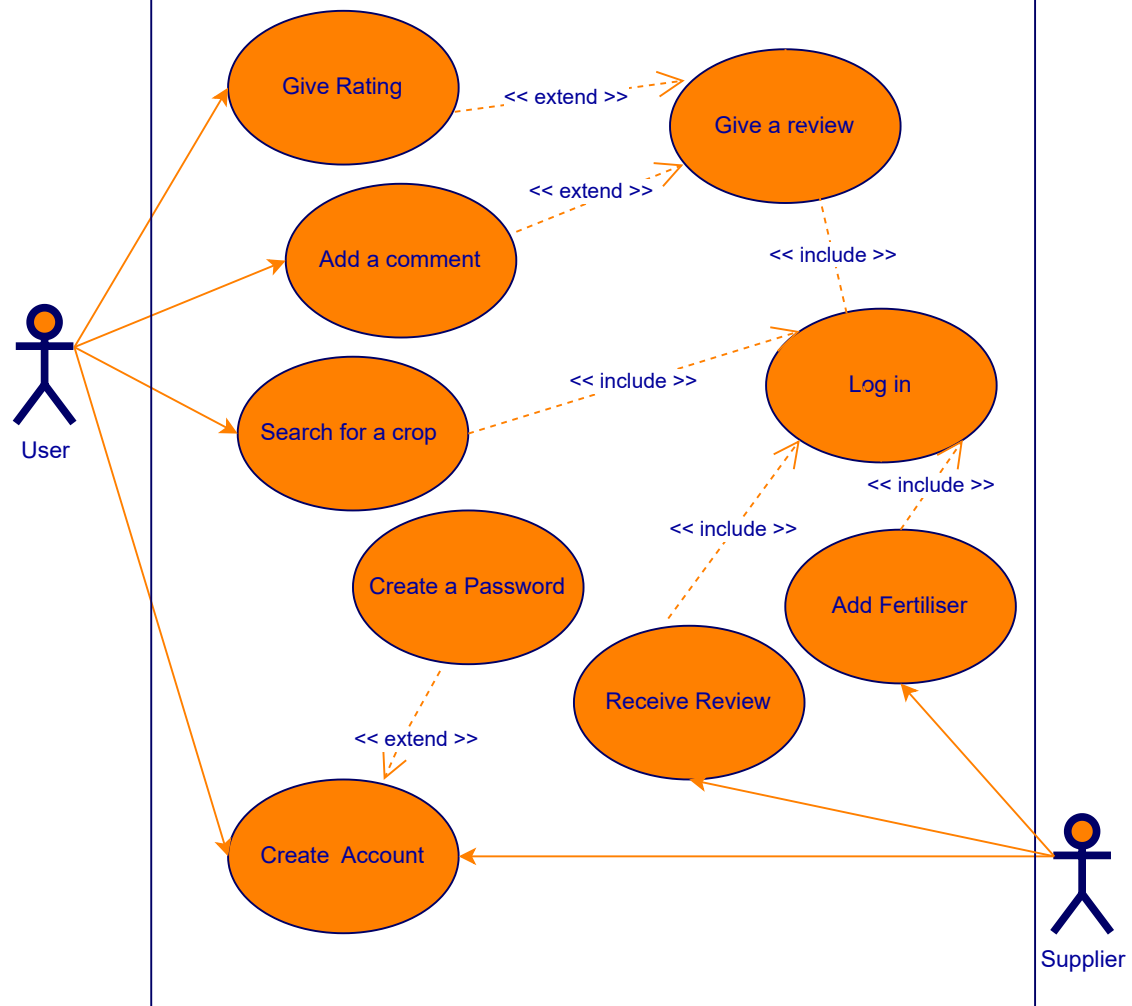 Give Rating
<< extend >>
Give a review
<< extend >>
Add a comment
<< include >>
<< include >>
Log in
User
Search for a crop
<< include >>
<< include >>
Create a Password
Add Fertiliser
Receive Review
<< extend >>
Create Account
Supplier